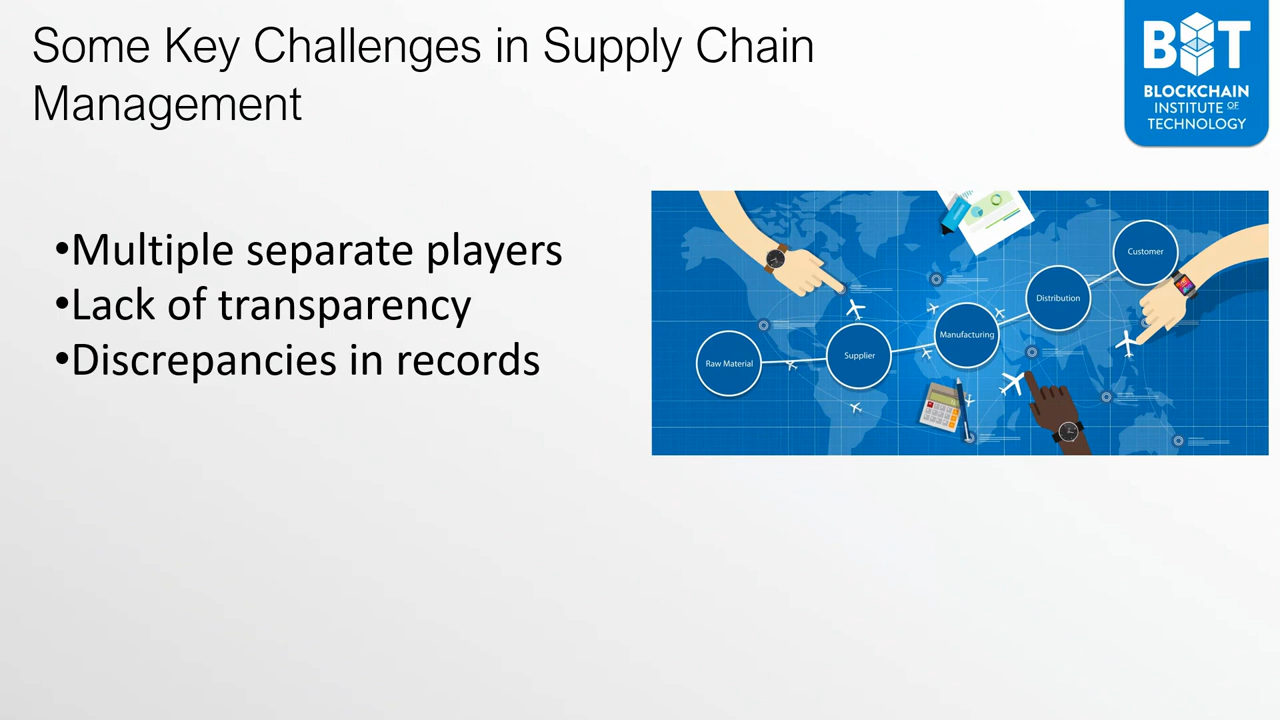 Some Key Challenges in Supply Chain
Management
•Multiple separate players
•Lack of transparency
•Discrepancies in records
BIT
BLOCKCHAIN
INSTITUTE OF
TECHNOLOGY
Raw Material
Supplier
Manufacturing
Distribution
Customer